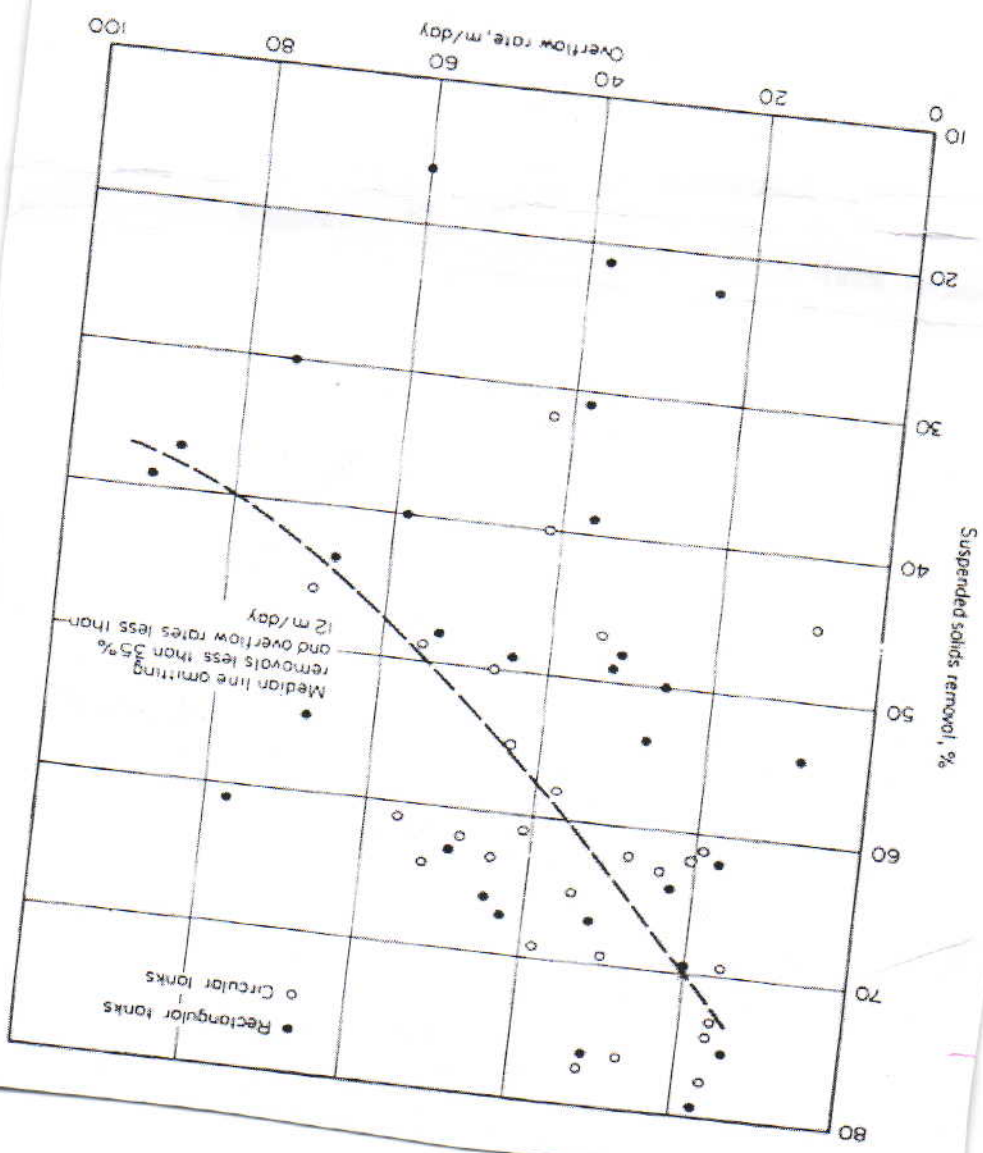 80
70
60
50
40
30
20
10
Suspended solids removal, %
● Rectangular tanks
○ Circular tanks
Median line omitting
removals less than 35%
and overflow rates less than
12 m/day
0
20
40
60
80
100
Overflow rate, m/day